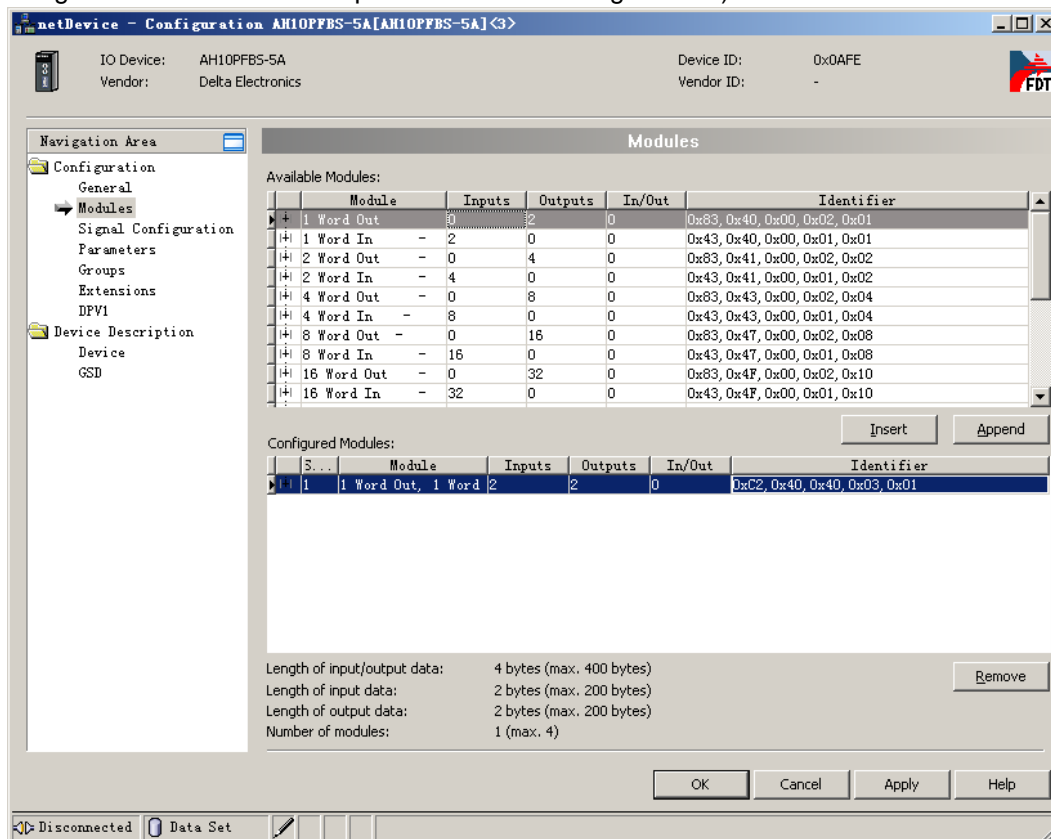 netDevice - Configuration AH10PFBS-5A[AH10PFBS-5A]<3>
IO Device: AH10PFBS-5A Device ID: 0x0AFE
Vendor: Delta Electronics Vendor ID: -
FDT
Navigation Area
Configuration
General
Modules
Signal Configuration
Parameters
Groups
Extensions
DPV1
Device Description
Device
GSD
Modules
Available Modules:
Module Inputs Outputs In/Out Identifier
1 Word Out 0 2 0 0x83, 0x40, 0x00, 0x02, 0x01
1 Word In - 2 0 0 0x43, 0x40, 0x00, 0x01, 0x01
2 Word Out - 0 4 0 0x83, 0x41, 0x00, 0x02, 0x02
2 Word In - 4 0 0 0x43, 0x41, 0x00, 0x01, 0x02
4 Word Out - 0 8 0 0x83, 0x43, 0x00, 0x02, 0x04
4 Word In - 8 0 0 0x43, 0x43, 0x00, 0x01, 0x04
8 Word Out - 0 16 0 0x83, 0x47, 0x00, 0x02, 0x08
8 Word In - 16 0 0 0x43, 0x47, 0x00, 0x01, 0x08
16 Word Out - 0 32 0 0x83, 0x4F, 0x00, 0x02, 0x10
16 Word In - 32 0 0 0x43, 0x4F, 0x00, 0x01, 0x10
Insert Append
Configured Modules:
S... Module Inputs Outputs In/Out Identifier
1 1 Word Out, 1 Word 2 2 0 0xC2, 0x40, 0x40, 0x03, 0x01
Length of input/output data: 4 bytes (max. 400 bytes)
Remove
Length of input data: 2 bytes (max. 200 bytes)
Length of output data: 2 bytes (max. 200 bytes)
Number of modules: 1 (max. 4)
OK Cancel Apply Help
Disconnected Data Set